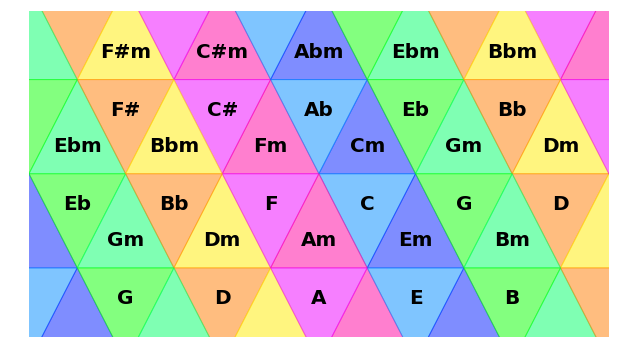 F#m C#m Abm Ebm Bbm
F# C# Ab Eb Bb
Ebm Bbm Fm Cm Gm Dm
Eb Bb F C G D
Gm Dm Am Em Bm
G D A E B